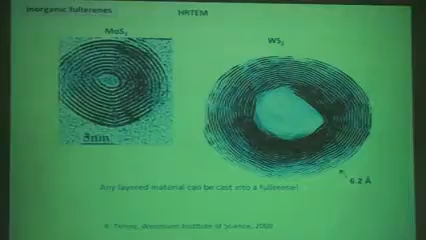 Inorganic fullerenes
HRTEM
MoS2
WS2
5nm
6.2 Å
Any layered material can be cast into a fullerene!
R. Tenne, Weizmann Institute of Science, 2008